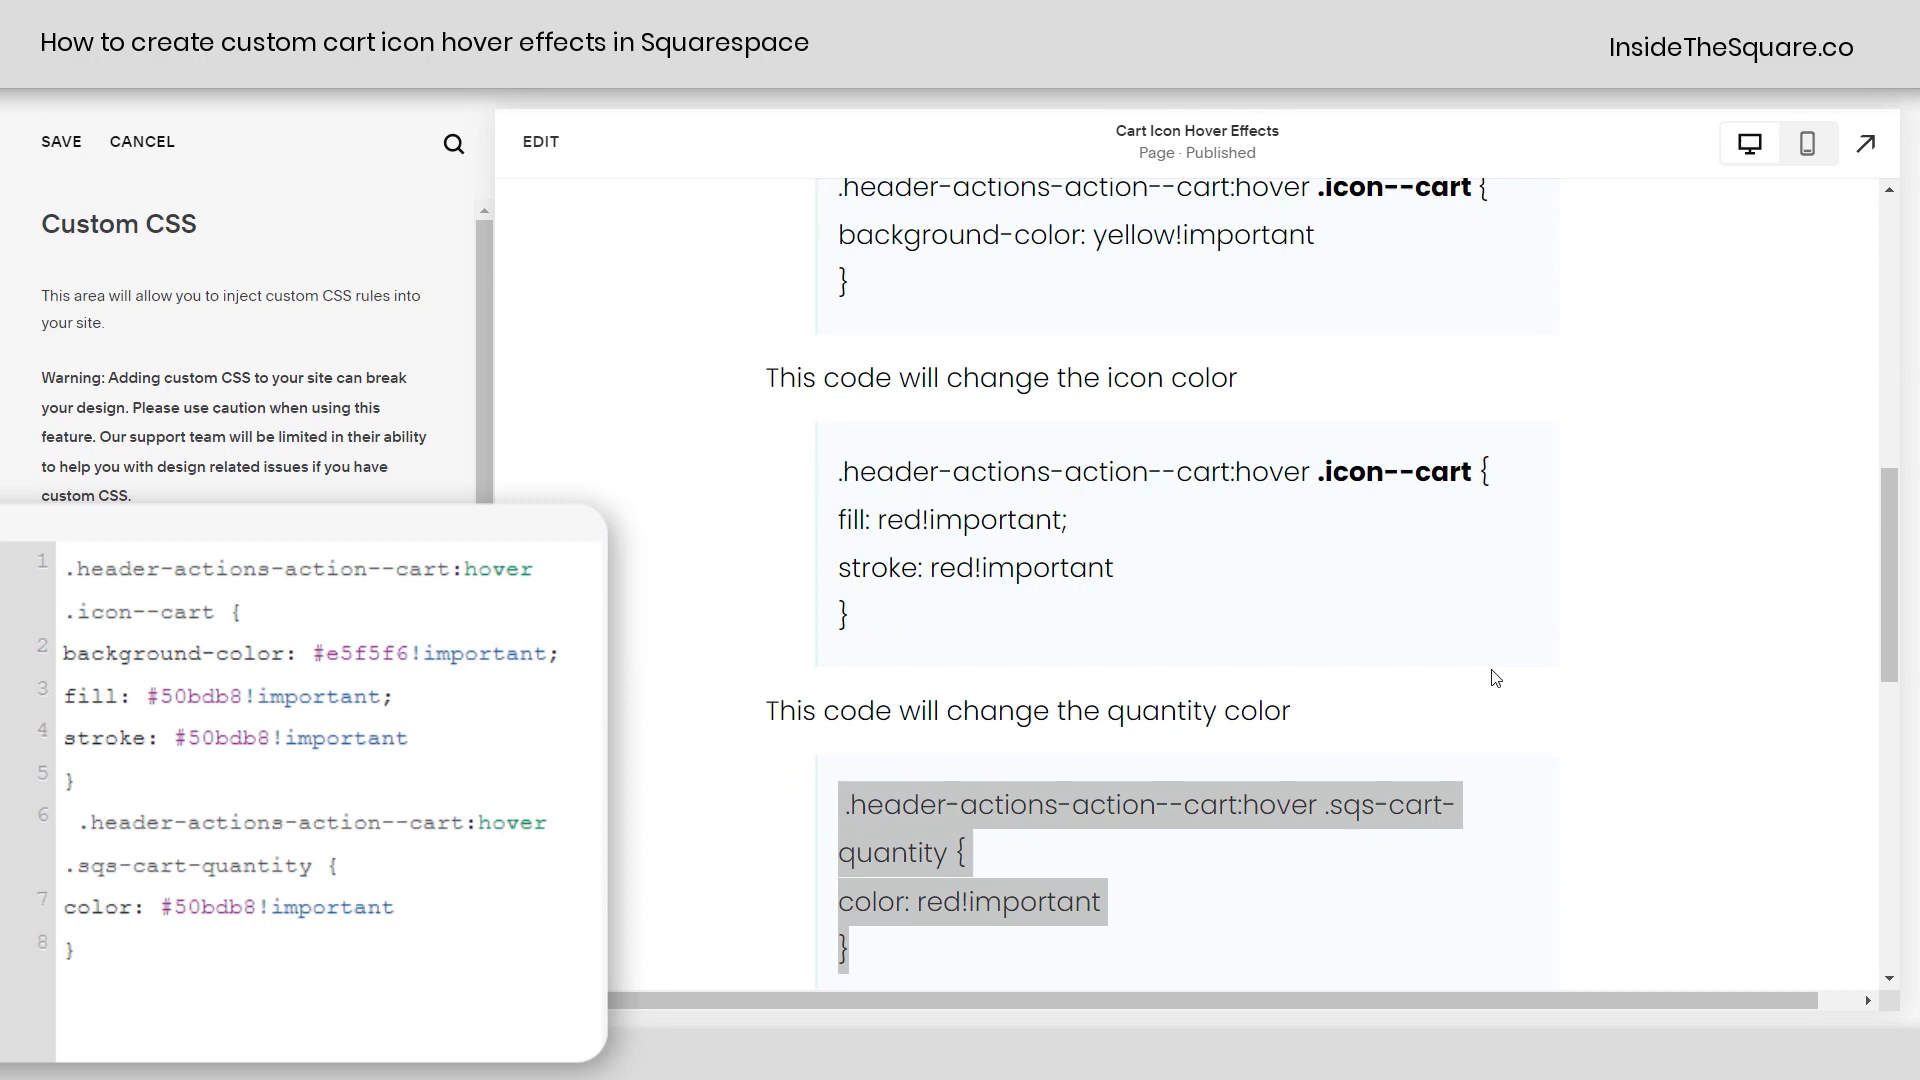 How to create custom cart icon hover effects in Squarespace
InsideTheSquare.co
SAVE
CANCEL
EDIT
Cart Icon Hover Effects
Page · Published
Custom CSS
This area will allow you to inject custom CSS rules into
your site.
Warning: Adding custom CSS to your site can break
your design. Please use caution when using this
feature. Our support team will be limited in their ability
to help you with design related issues if you have
custom CSS.
1 .header-actions-action--cart:hover
.icon--cart {
2 background-color: #e5f5f6!important;
3 fill: #50bdb8!important;
4 stroke: #50bdb8!important
5 }
6 .header-actions-action--cart:hover
.sqs-cart-quantity {
7 color: #50bdb8!important
8 }
.header-actions-action--cart:hover .icon--cart {
background-color: yellow!important
}
This code will change the icon color
.header-actions-action--cart:hover .icon--cart {
fill: red!important;
stroke: red!important
}
This code will change the quantity color
.header-actions-action--cart:hover .sqs-cart-
quantity {
color: red!important
}